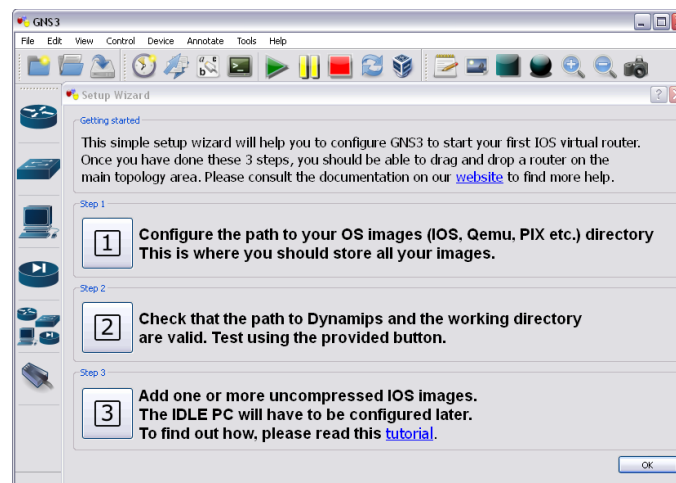 GNS3
File Edit View Control Device Annotate Tools Help
Setup Wizard
Getting started
This simple setup wizard will help you to configure GNS3 to start your first IOS virtual router.
Once you have done these 3 steps, you should be able to drag and drop a router on the
main topology area. Please consult the documentation on our website to find more help.
Step 1
1
Configure the path to your OS images (IOS, Qemu, PIX etc.) directory
This is where you should store all your images.
Step 2
2
Check that the path to Dynamips and the working directory
are valid. Test using the provided button.
Step 3
3
Add one or more uncompressed IOS images.
The IDLE PC will have to be configured later.
To find out how, please read this tutorial.
OK